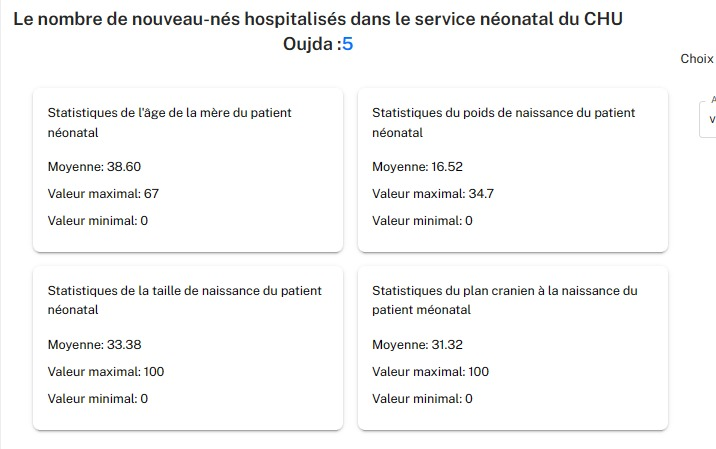 Le nombre de nouveau-nés hospitalisés dans le service néonatal du CHU
Oujda :5
Choix
A
v
Statistiques de l'âge de la mère du patient
néonatal
Moyenne: 38.60
Valeur maximal: 67
Valeur minimal: 0
Statistiques du poids de naissance du patient
néonatal
Moyenne: 16.52
Valeur maximal: 34.7
Valeur minimal: 0
Statistiques de la taille de naissance du patient
néonatal
Moyenne: 33.38
Valeur maximal: 100
Valeur minimal: 0
Statistiques du plan cranien à la naissance du
patient méonatal
Moyenne: 31.32
Valeur maximal: 100
Valeur minimal: 0